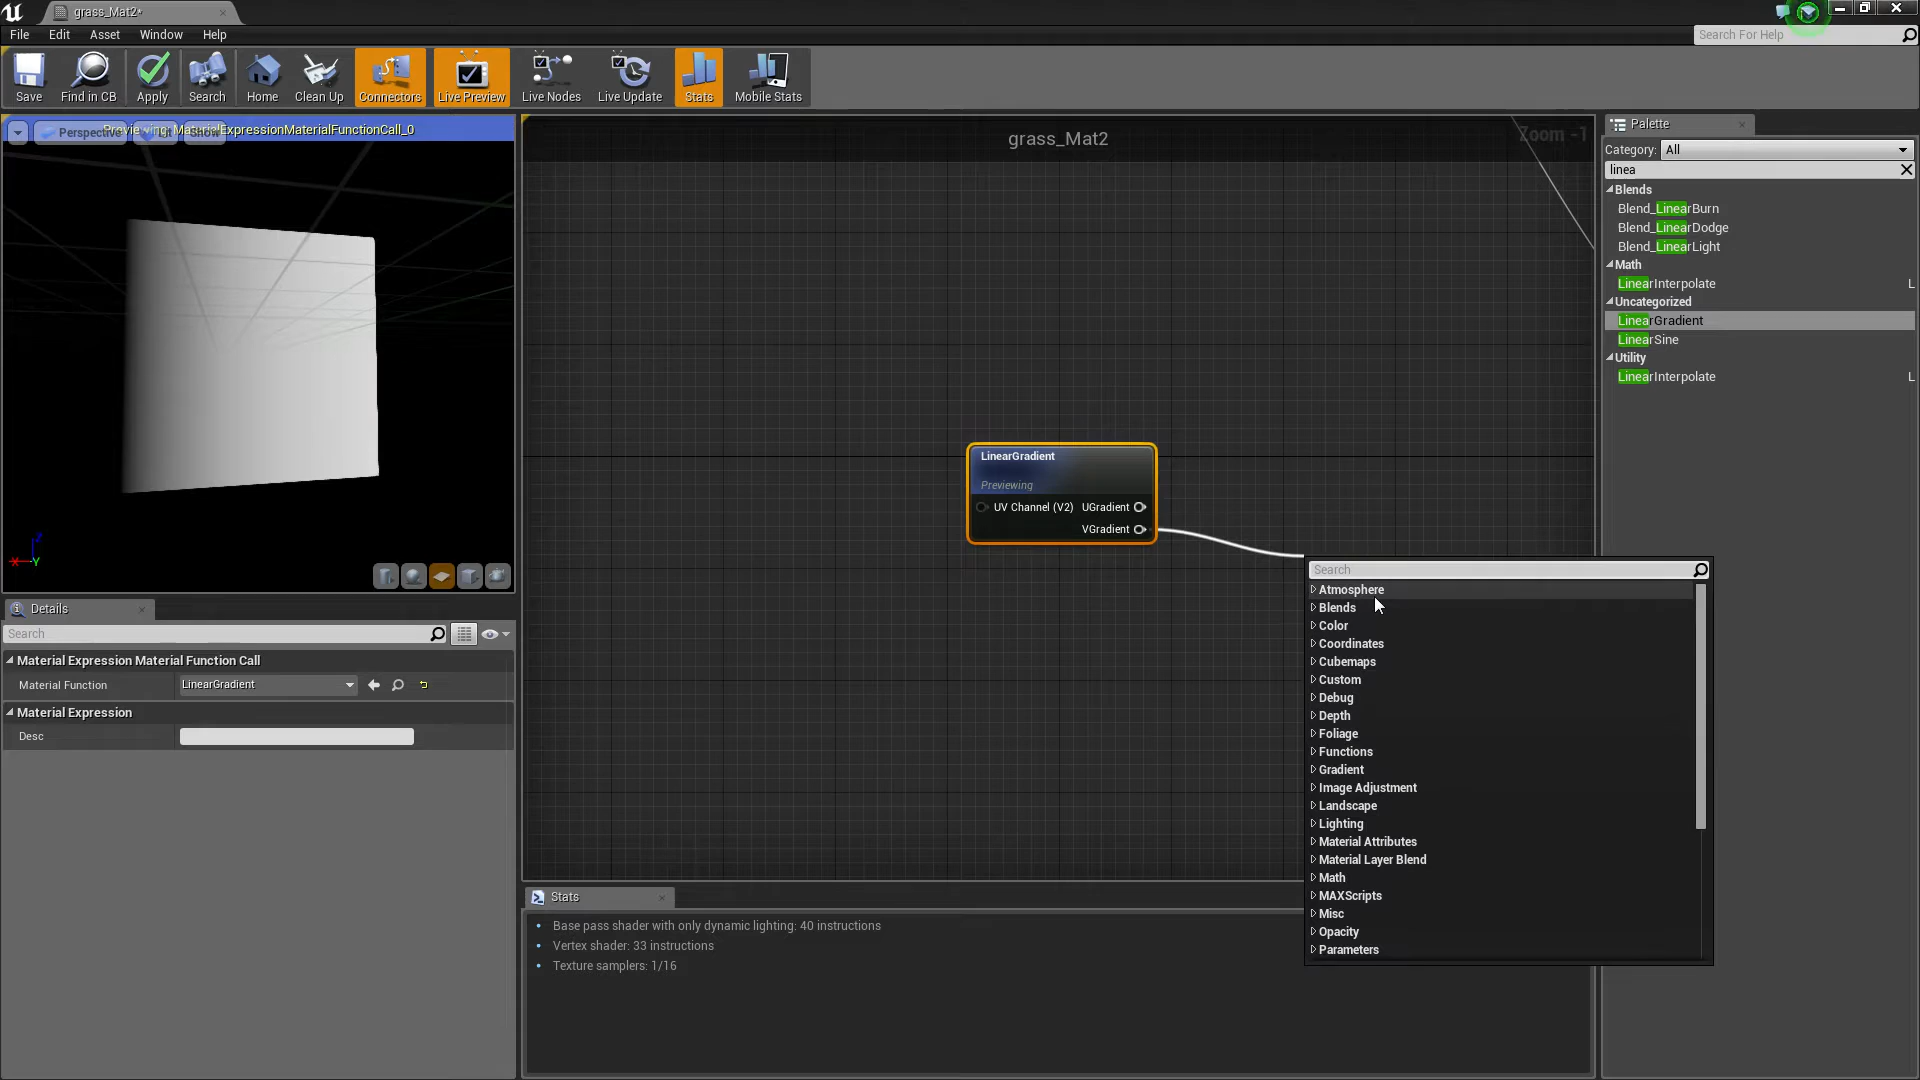 grass_Mat2*
File Edit Asset Window Help
Search For Help
Save Find in CB Apply Search Home Clean Up Connectors Live Preview Live Nodes Live Update Stats Mobile Stats
Perspective Lit Show
Previewing: MaterialExpressionMaterialFunctionCall_0
grass_Mat2
Zoom -1
Palette
Category: All
linea
Blends
Blend_LinearBurn
Blend_LinearDodge
Blend_LinearLight
Math
LinearInterpolate L
Uncategorized
LinearGradient
LinearSine
Utility
LinearInterpolate L
LinearGradient
Previewing
UV Channel (V2) UGradient
VGradient
Search
Atmosphere
Blends
Color
Coordinates
Cubemaps
Custom
Debug
Depth
Foliage
Functions
Gradient
Image Adjustment
Landscape
Lighting
Material Attributes
Material Layer Blend
Math
MAXScripts
Misc
Opacity
Parameters
X Z Y
Details
Search
Material Expression Material Function Call
Material Function LinearGradient
Material Expression
Desc
Stats
Base pass shader with only dynamic lighting: 40 instructions
Vertex shader: 33 instructions
Texture samplers: 1/16